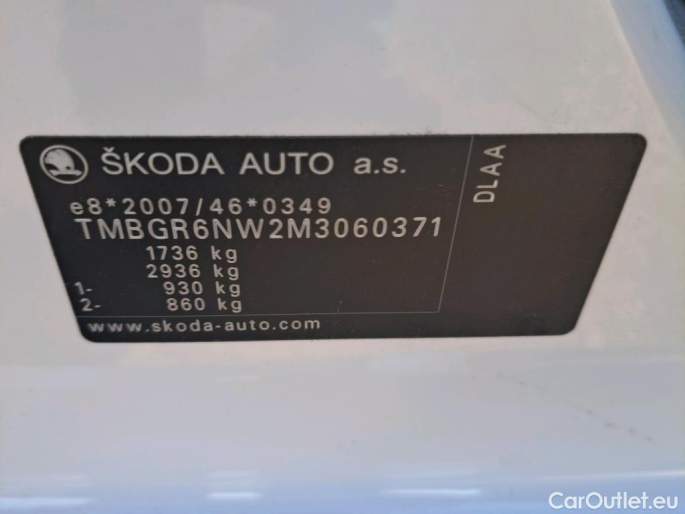 ŠKODA AUTO a.s.
e8*2007/46*0349
TMBGR6NW2M3060371
1736 kg
2936 kg
1- 930 kg
2- 860 kg
www.skoda-auto.com
DLAA
CarOutlet.eu